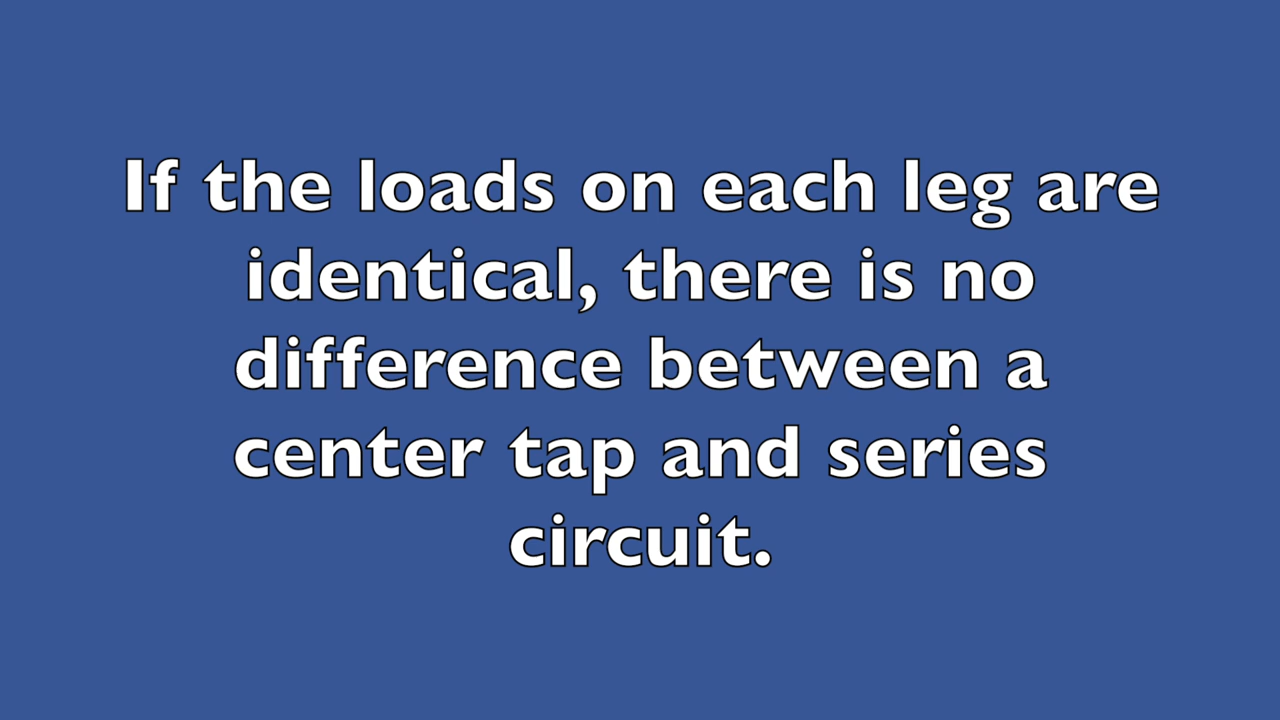 If the loads on each leg are
identical, there is no
difference between a
center tap and series
circuit.